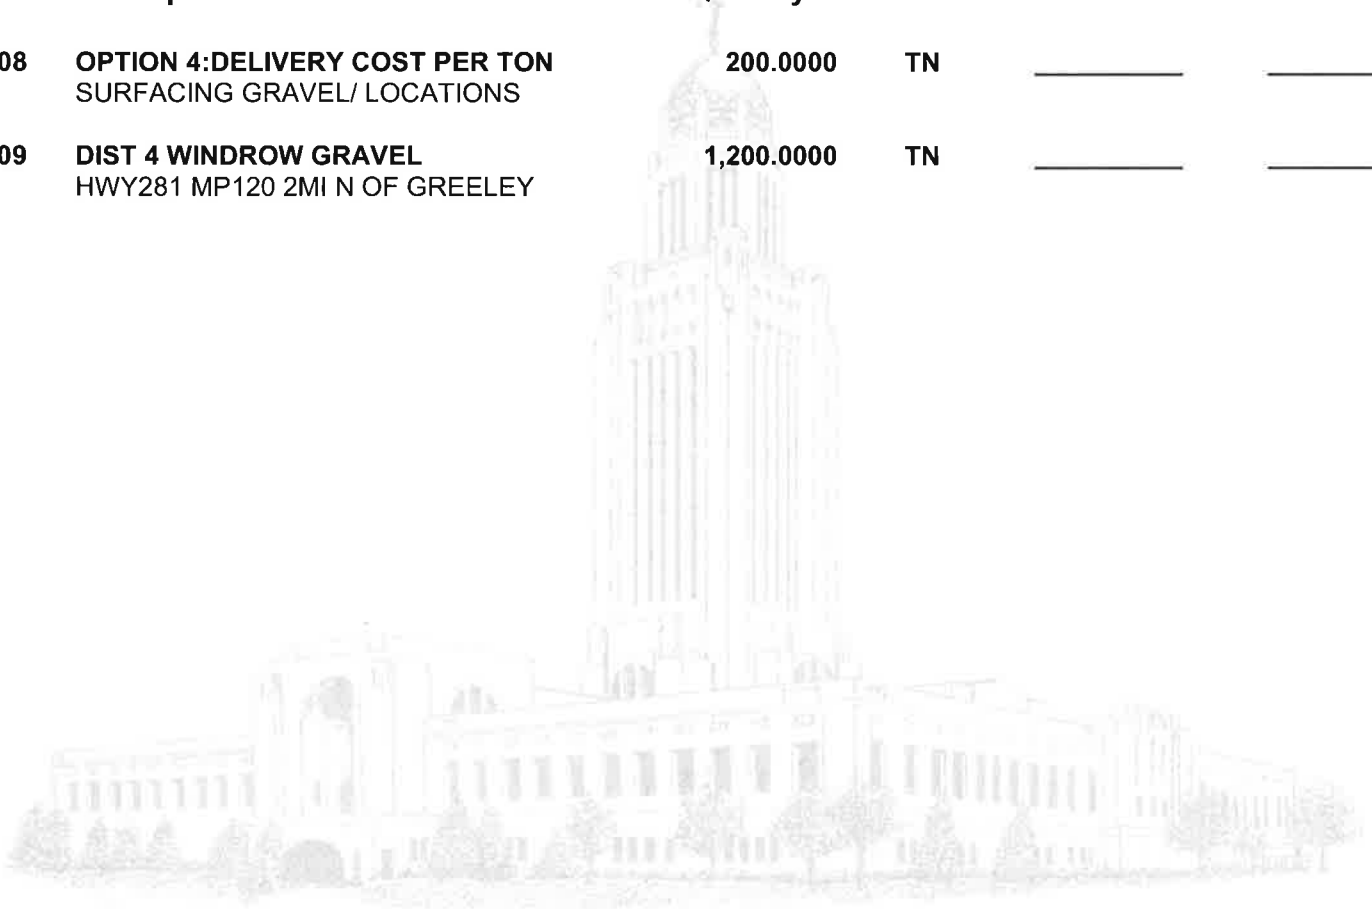 08 OPTION 4:DELIVERY COST PER TON 200.0000 TN
SURFACING GRAVEL/ LOCATIONS
09 DIST 4 WINDROW GRAVEL 1,200.0000 TN
HWY281 MP120 2MI N OF GREELEY